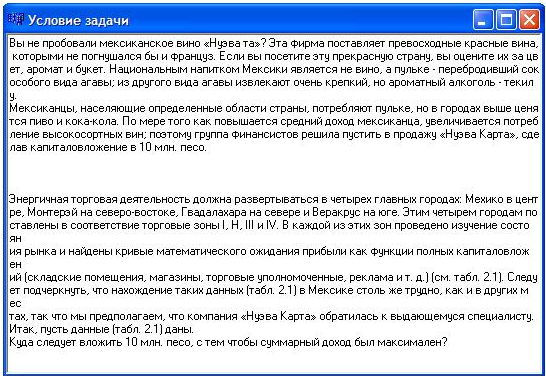 Условие задачи
Вы не пробовали мексиканское вино «Нуэва та»? Эта фирма поставляет превосходные красные вина,
которыми не погнушался бы и француз. Если вы посетите эту прекрасную страну, вы оцените их за цв
ет, аромат и букет. Национальным напитком Мексики является не вино, а пульке - перебродивший сок
особого вида агавы; из другого вида агавы извлекают очень крепкий, но ароматный алкоголь - текил
у.
Мексиканцы, населяющие определенные области страны, потребляют пульке, но в городах выше ценя
тся пиво и кока-кола. По мере того как повышается средний доход мексиканца, увеличивается потреб
ление высокосортных вин; поэтому группа финансистов решила пустить в продажу «Нуэва Карта», сде
лав капиталовложение в 10 млн. песо.
Энергичная торговая деятельность должна развертываться в четырех главных городах: Мехико в цент
ре, Монтерэй на северо-востоке, Гвадалахара на севере и Веракрус на юге. Этим четырем городам по
ставлены в соответствие торговые зоны I, Н, III и IV. В каждой из этих зон проведено изучение состо
ян
ия рынка и найдены кривые математического ожидания прибыли как функции полных капиталовлож
ен
ий (складские помещения, магазины, торговые уполномоченные, реклама и т. д.) (см. табл. 2.1). Следу
ет подчеркнуть, что нахождение таких данных (табл. 2.1) в Мексике столь же трудно, как и в других м
ес
тах, так что мы предполагаем, что компания «Нуэва Карта» обратилась к выдающемуся специалисту.
Итак, пусть данные (табл. 2.1) даны.
Куда следует вложить 10 млн. песо, с тем чтобы суммарный доход был максимален?